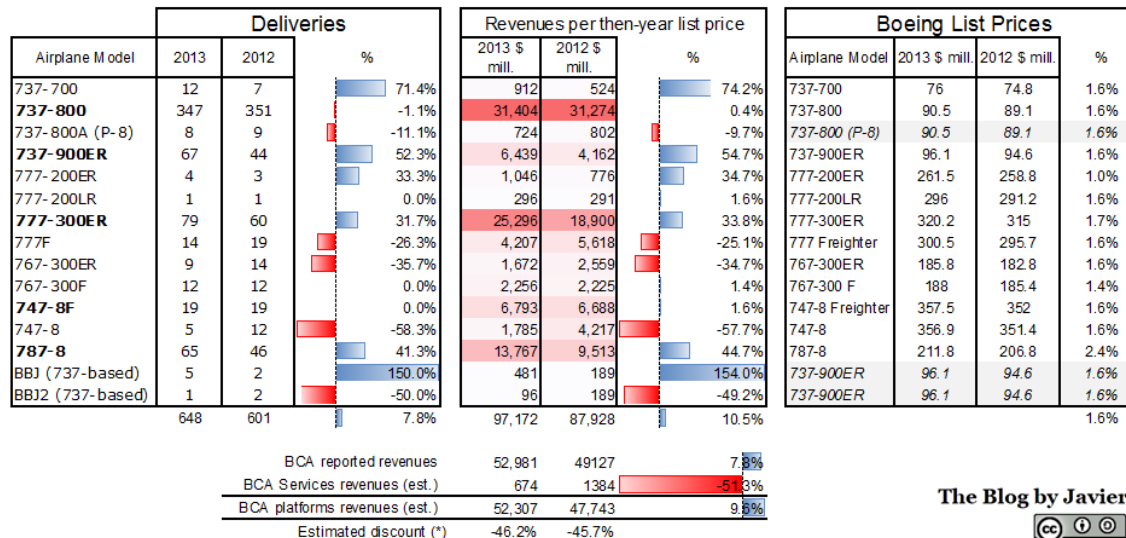 Deliveries Revenues per then-year list price Boeing List Prices
Airplane Model 2013 2012 % 2013 $ mill. 2012 $ mill. % Airplane Model 2013 $ mill. 2012 $ mill. %
737-700 12 7 71.4% 912 524 74.2% 737-700 76 74.8 1.6%
737-800 347 351 -1.1% 31,404 31,274 0.4% 737-800 90.5 89.1 1.6%
737-800A (P-8) 8 9 -11.1% 724 802 -9.7% 737-800 (P-8) 90.5 89.1 1.6%
737-900ER 67 44 52.3% 6,439 4,162 54.7% 737-900ER 96.1 94.6 1.6%
777-200ER 4 3 33.3% 1,046 776 34.7% 777-200ER 261.5 258.8 1.0%
777-200LR 1 1 0.0% 296 291 1.6% 777-200LR 296 291.2 1.6%
777-300ER 79 60 31.7% 25,296 18,900 33.8% 777-300ER 320.2 315 1.7%
777F 14 19 -26.3% 4,207 5,618 -25.1% 777 Freighter 300.5 295.7 1.6%
767-300ER 9 14 -35.7% 1,672 2,559 -34.7% 767-300ER 185.8 182.8 1.6%
767-300F 12 12 0.0% 2,256 2,225 1.4% 767-300 F 188 185.4 1.4%
747-8F 19 19 0.0% 6,793 6,688 1.6% 747-8 Freighter 357.5 352 1.6%
747-8 5 12 -58.3% 1,785 4,217 -57.7% 747-8 356.9 351.4 1.6%
787-8 65 46 41.3% 13,767 9,513 44.7% 787-8 211.8 206.8 2.4%
BBJ (737-based) 5 2 150.0% 481 189 154.0% 737-900ER 96.1 94.6 1.6%
BBJ2 (737-based) 1 2 -50.0% 96 189 -49.2% 737-900ER 96.1 94.6 1.6%
648 601 7.8% 97,172 87,928 10.5% 1.6%
BCA reported revenues 52,981 49127 7.8%
BCA Services revenues (est.) 674 1384 -51.3%
BCA platforms revenues (est.) 52,307 47,743 9.6%
Estimated discount (*) -46.2% -45.7%
The Blog by Javier
cc